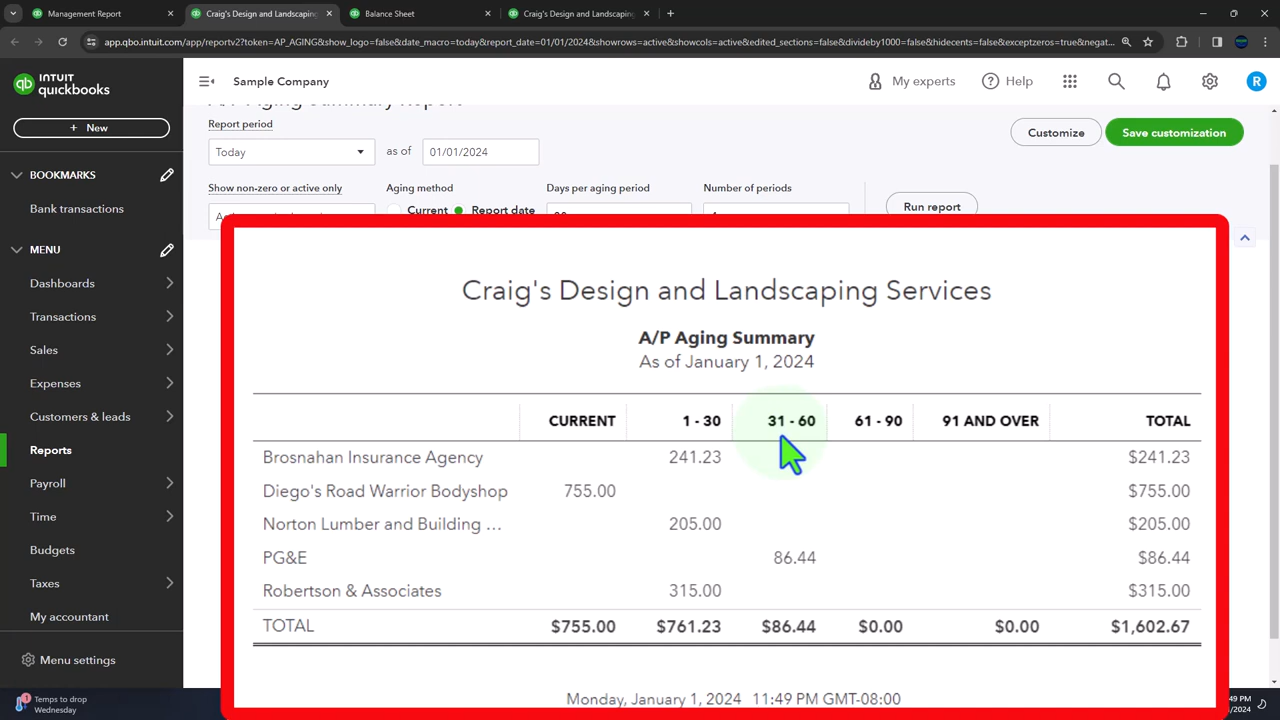 Management Report
Craig's Design and Landscaping
Balance Sheet
Craig's Design and Landscaping
app.qbo.intuit.com/app/reportv2?token=AP_AGING&show_logo=false&date_macro=today&report_date=01/01/2024&showrows=active&showcols=active&edited_sections=false&divideby1000=false&hidecents=false&exceptzeros=true&negat...
INTUIT
quickbooks
Sample Company
My experts
Help
R
+ New
A/P Aging Summary Report
Report period
Today
as of
01/01/2024
Customize
Save customization
Show non-zero or active only
Aging method
Days per aging period
Number of periods
Current
Report date
Run report
BOOKMARKS
Bank transactions
MENU
Dashboards
Transactions
Sales
Expenses
Customers & leads
Reports
Payroll
Time
Budgets
Taxes
My accountant
Menu settings
Craig's Design and Landscaping Services
A/P Aging Summary
As of January 1, 2024
CURRENT 1 - 30 31 - 60 61 - 90 91 AND OVER TOTAL
Brosnahan Insurance Agency 241.23 $241.23
Diego's Road Warrior Bodyshop 755.00 $755.00
Norton Lumber and Building ... 205.00 $205.00
PG&E 86.44 $86.44
Robertson & Associates 315.00 $315.00
TOTAL $755.00 $761.23 $86.44 $0.00 $0.00 $1,602.67
Monday, January 1, 2024 11:49 PM GMT-08:00
1
Temps to drop
Wednesday